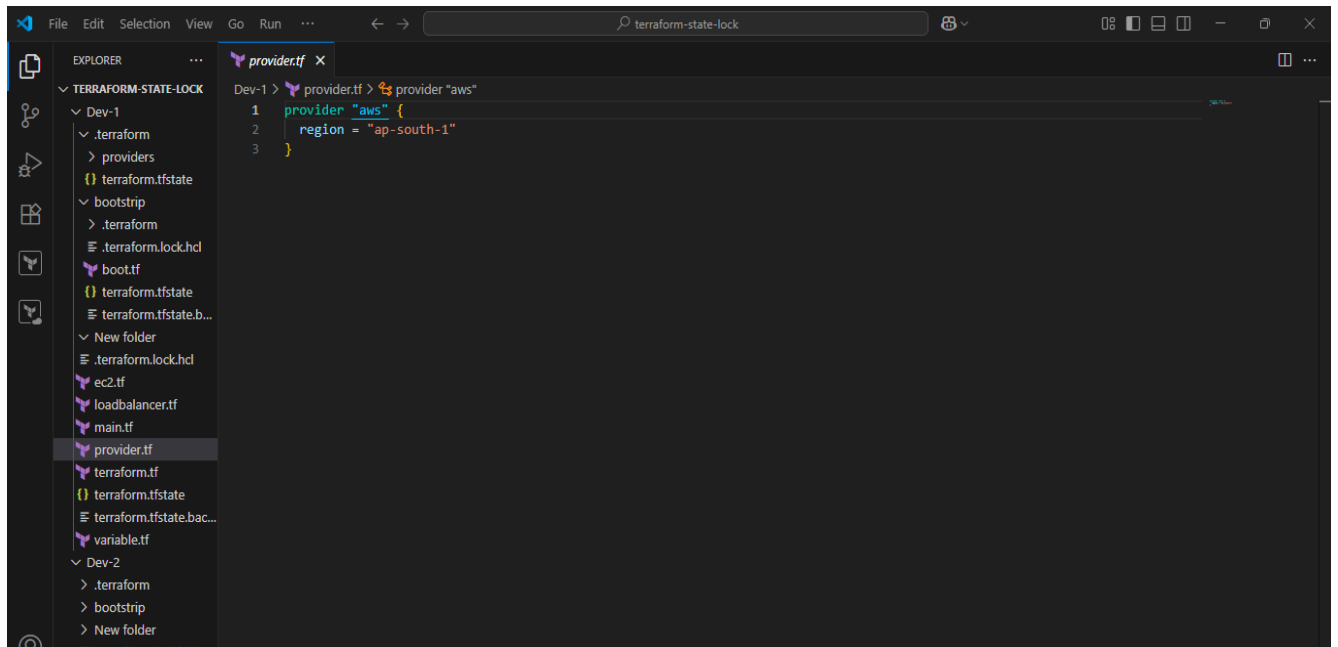 File Edit Selection View Go Run ··· ← → terraform-state-lock
EXPLORER ···
TERRAFORM-STATE-LOCK
Dev-1
.terraform
providers
{} terraform.tfstate
bootstrip
.terraform
.terraform.lock.hcl
boot.tf
{} terraform.tfstate
terraform.tfstate.b...
New folder
.terraform.lock.hcl
ec2.tf
loadbalancer.tf
main.tf
provider.tf
terraform.tf
{} terraform.tfstate
terraform.tfstate.bac...
variable.tf
Dev-2
.terraform
bootstrip
New folder
provider.tf ×
Dev-1 > provider.tf > provider "aws"
1 provider "aws" {
2 region = "ap-south-1"
3 }